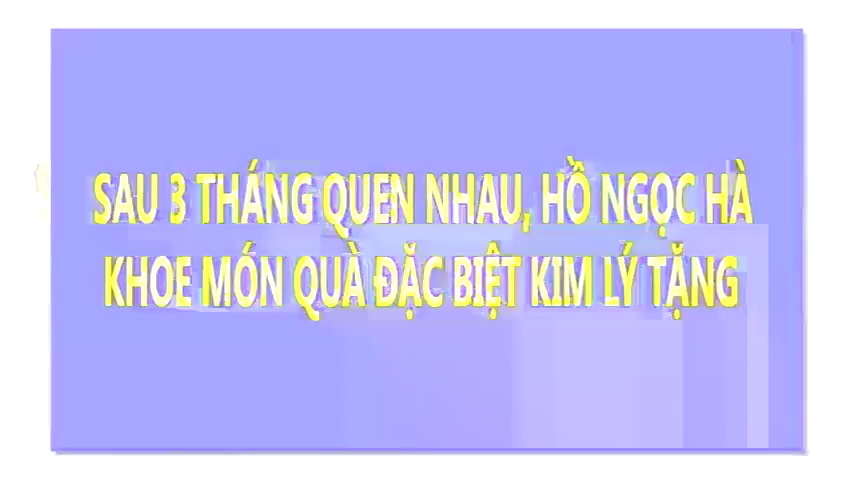 SAU 3 THÁNG QUEN NHAU, HỒ NGỌC HÀ
KHOE MÓN QUÀ ĐẶC BIỆT KIM LÝ TẶNG